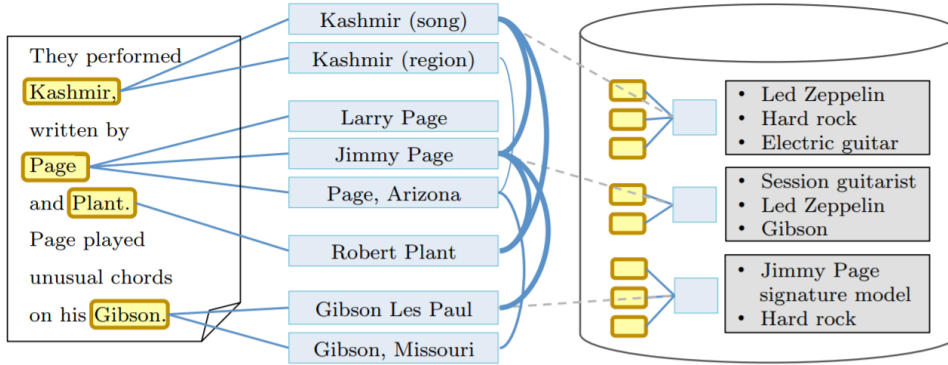 They performed
Kashmir,
written by
Page
and Plant.
Page played
unusual chords
on his Gibson.
Kashmir (song)
Kashmir (region)
Larry Page
Jimmy Page
Page, Arizona
Robert Plant
Gibson Les Paul
Gibson, Missouri
• Led Zeppelin
• Hard rock
• Electric guitar
• Session guitarist
• Led Zeppelin
• Gibson
• Jimmy Page
signature model
• Hard rock